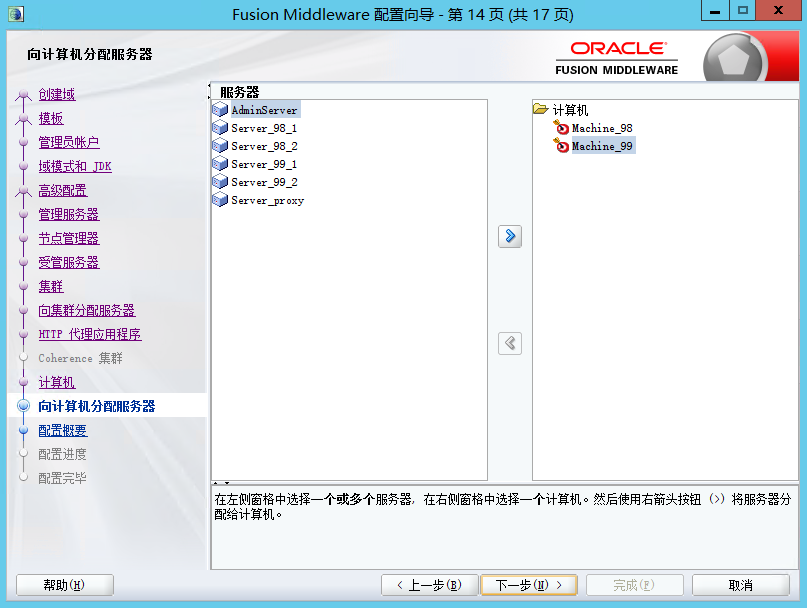 Fusion Middleware 配置向导 - 第 14 页 (共 17 页)
向计算机分配服务器
ORACLE®
FUSION MIDDLEWARE
创建域
模板
管理员帐户
域模式和 JDK
高级配置
管理服务器
节点管理器
受管服务器
集群
向集群分配服务器
HTTP 代理应用程序
Coherence 集群
计算机
向计算机分配服务器
配置概要
配置进度
配置完毕
服务器
AdminServer
Server_98_1
Server_98_2
Server_99_1
Server_99_2
Server_proxy
计算机
Machine_98
Machine_99
在左侧窗格中选择一个或多个服务器, 在右侧窗格中选择一个计算机。然后使用右箭头按钮 (>) 将服务器分
配给计算机。
帮助(H)
< 上一步(B)
下一步(N) >
完成(F)
取消